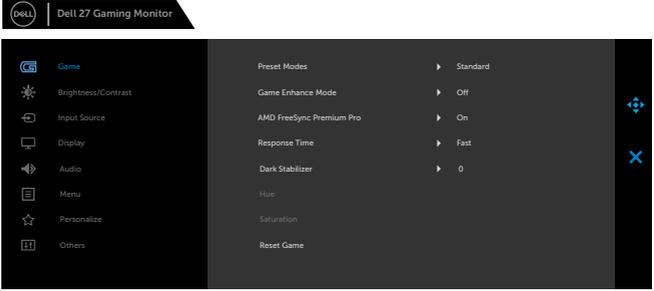 DELL
Dell 27 Gaming Monitor
Game
Preset Modes
Standard
Brightness/Contrast
Game Enhance Mode
Off
Input Source
AMD FreeSync Premium Pro
On
Display
Response Time
Fast
Audio
Dark Stabilizer
0
Menu
Hue
Personalize
Saturation
Others
Reset Game